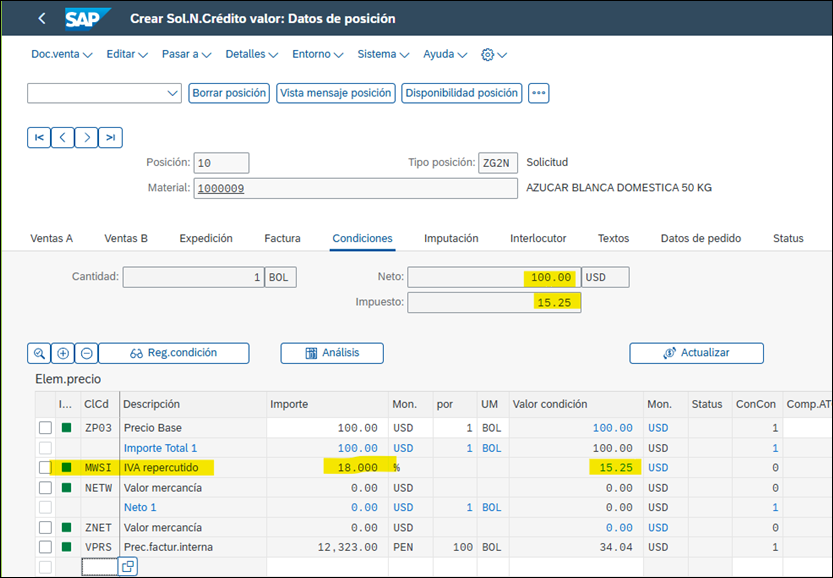 SAP Crear Sol.N.Crédito valor: Datos de posición
Doc.venta Editar Pasar a Detalles Entorno Sistema Ayuda
Borrar posición Vista mensaje posición Disponibilidad posición
Posición: 10 Tipo posición: ZG2N Solicitud
Material: 1000009 AZUCAR BLANCA DOMESTICA 50 KG
Ventas A Ventas B Expedición Factura Condiciones Imputación Interlocutor Textos Datos de pedido Status
Cantidad: 1 BOL Neto: 100.00 USD
Impuesto: 15.25
Reg.condición Análisis Actualizar
Elem.precio
I... ClCd Descripción Importe Mon. por UM Valor condición Mon. Status ConCon Comp.AT
ZP03 Precio Base 100.00 USD 1 BOL 100.00 USD 1
Importe Total 1 100.00 USD 1 BOL 100.00 USD 1
MWSI IVA repercutido 18.000 % 15.25 USD 0
NETW Valor mercancía 0.00 USD 0.00 USD 0
Neto 1 0.00 USD 1 BOL 0.00 USD 1
ZNET Valor mercancía 0.00 USD 0.00 USD 0
VPRS Prec.factur.interna 12,323.00 PEN 100 BOL 34.04 USD 1